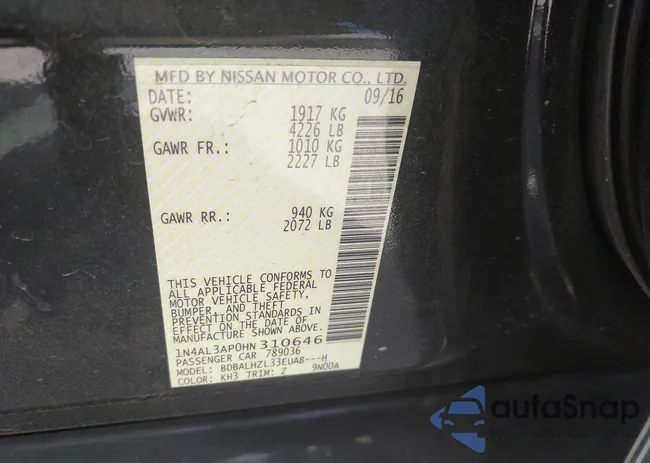 MFD BY NISSAN MOTOR CO., LTD.
DATE: 09/16
GVWR: 1917 KG
4226 LB
GAWR FR.: 1010 KG
2227 LB
GAWR RR.: 940 KG
2072 LB
THIS VEHICLE CONFORMS TO
ALL APPLICABLE FEDERAL
MOTOR VEHICLE SAFETY,
BUMPER, AND THEFT
PREVENTION STANDARDS IN
EFFECT ON THE DATE OF
MANUFACTURE SHOWN ABOVE.
1N4AL3AP0HN310646
PASSENGER CAR 789036
MODEL: BDBALHZL33EUAB---H
COLOR: KH3 TRIM: Z 9N00A
autoSnap